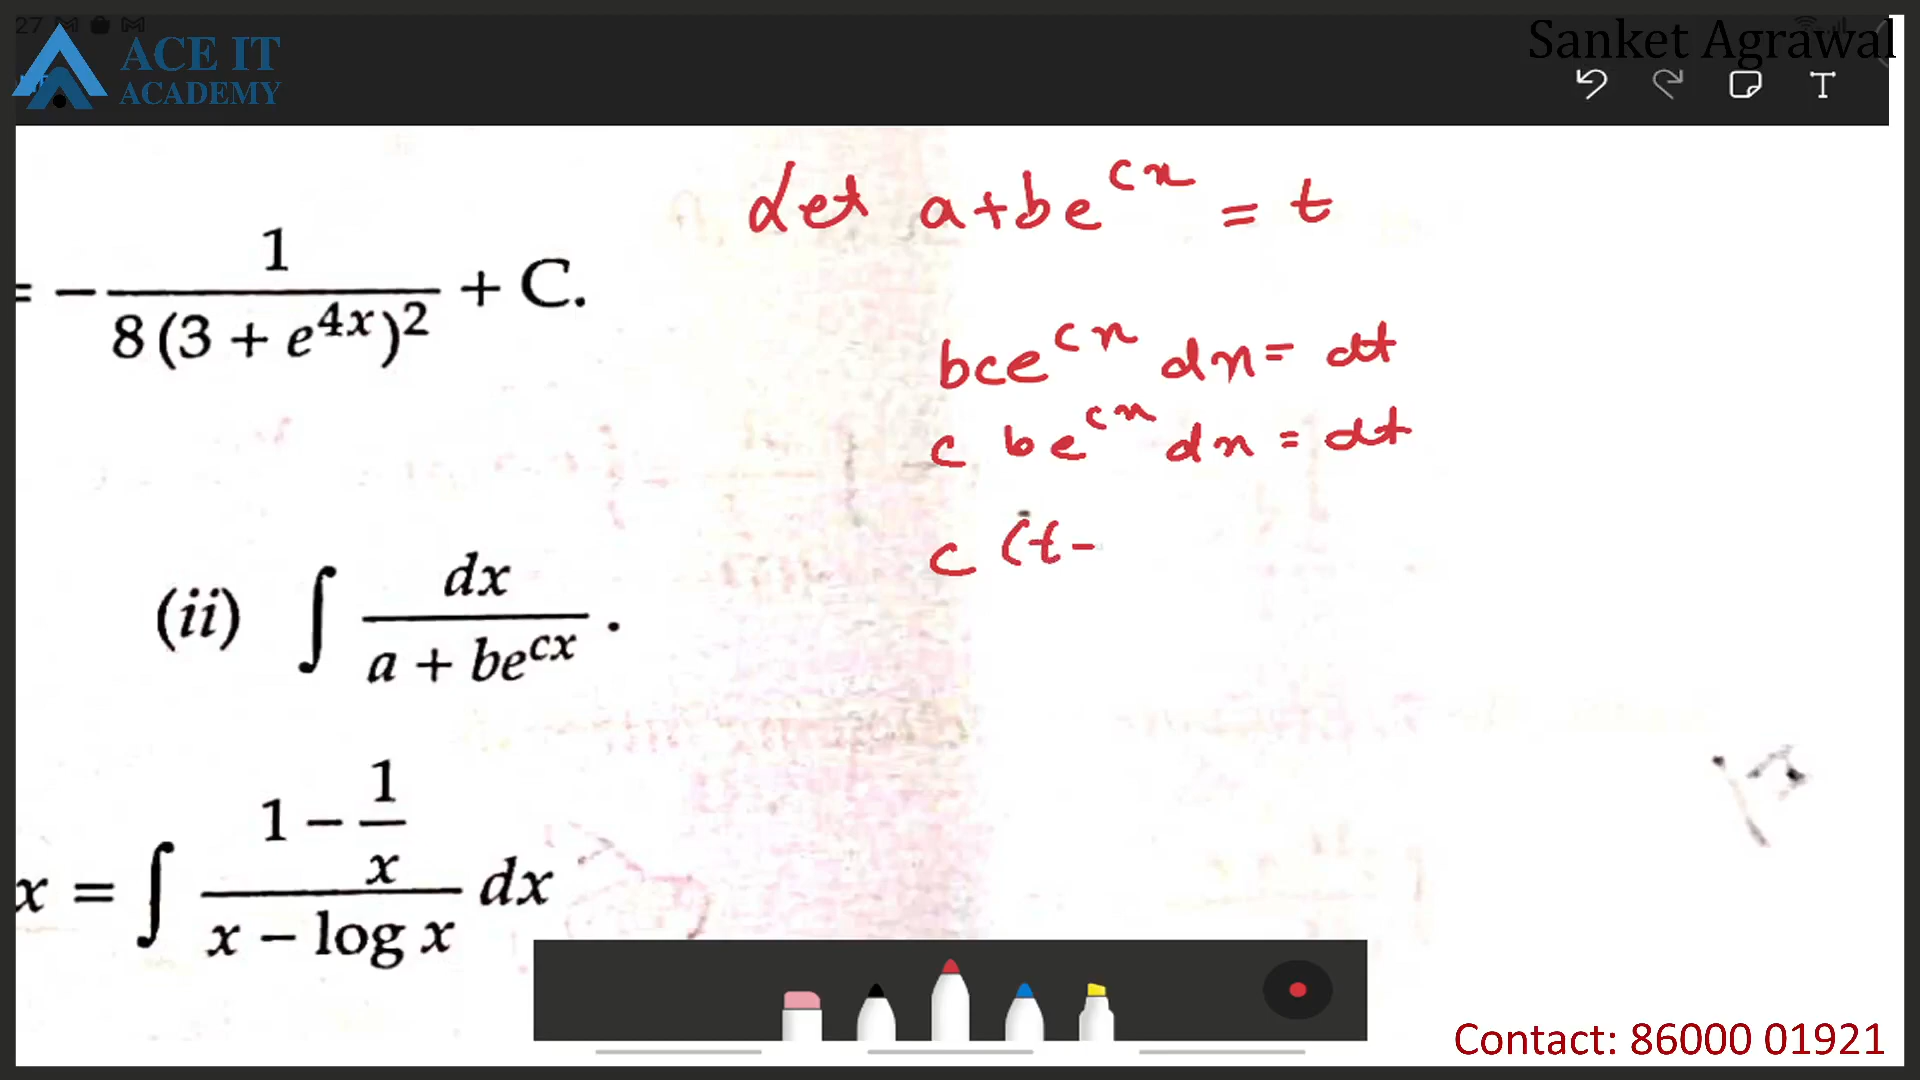 27
Sanket Agrawal
ACE IT
ACADEMY
T
= - 1 / 8 (3 + e^{4x})^2 + C.
Let a+be^{cx} = t
bce^{cx} dx = dt
c be^{cx} dx = dt
c (t -
(ii) ∫ dx / a + be^{cx} .
x = ∫ 1 - 1/x / x - log x dx
Contact: 86000 01921